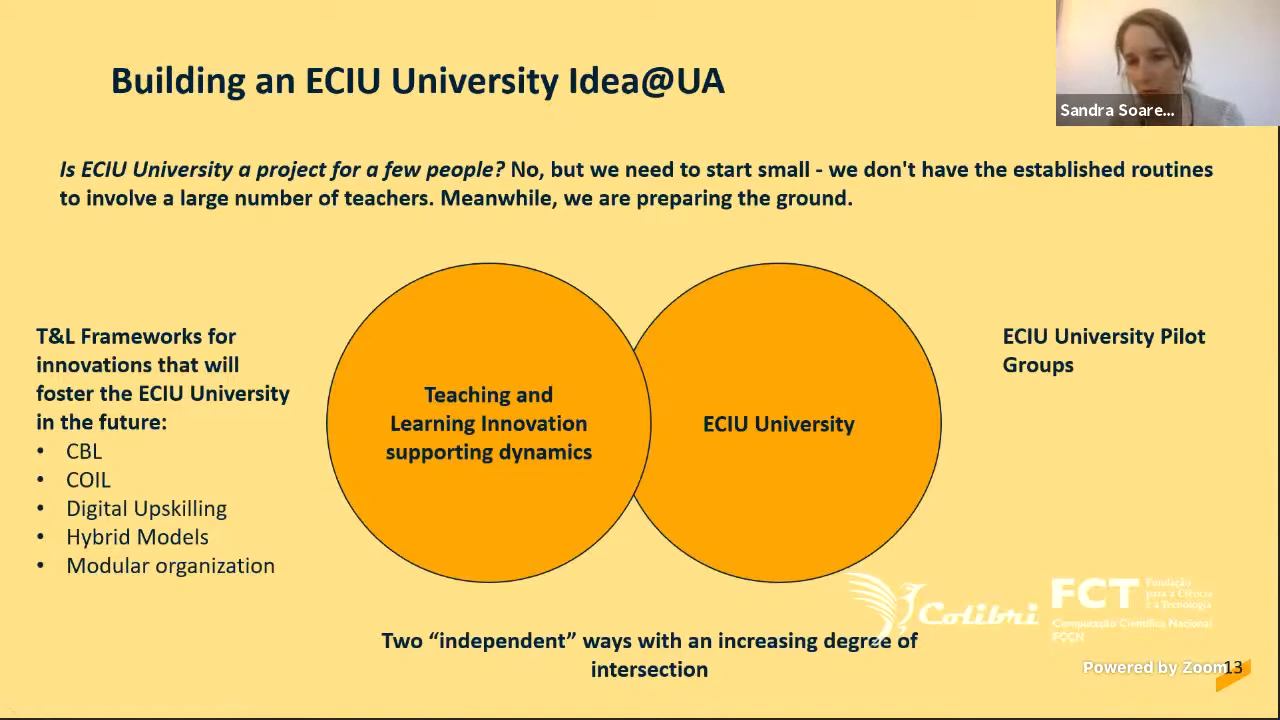 Building an ECIU University Idea@UA
Sandra Soare...
Is ECIU University a project for a few people? No, but we need to start small - we don't have the established routines
to involve a large number of teachers. Meanwhile, we are preparing the ground.
T&L Frameworks for
innovations that will
foster the ECIU University
in the future:
• CBL
• COIL
• Digital Upskilling
• Hybrid Models
• Modular organization
Teaching and
Learning Innovation
supporting dynamics
ECIU University
ECIU University Pilot
Groups
Two “independent” ways with an increasing degree of
intersection
Colibri
FCT
Fundação
para a Ciência
e a Tecnologia
Computação Científica Nacional
FCCN
Powered by Zoom
13